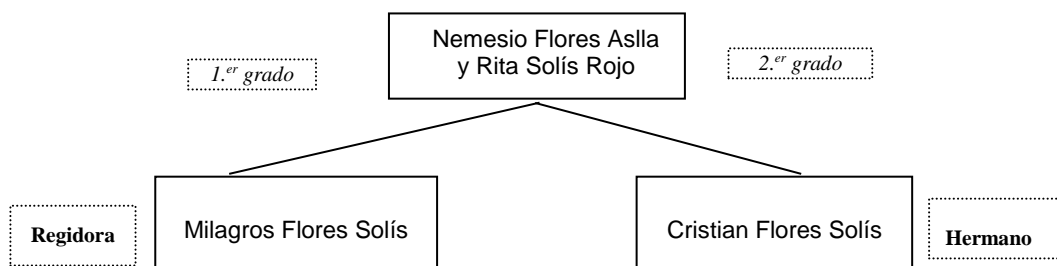 Nemesio Flores Aslla
y Rita Solís Rojo
1.er grado
2.er grado
Regidora
Milagros Flores Solís
Cristian Flores Solís
Hermano